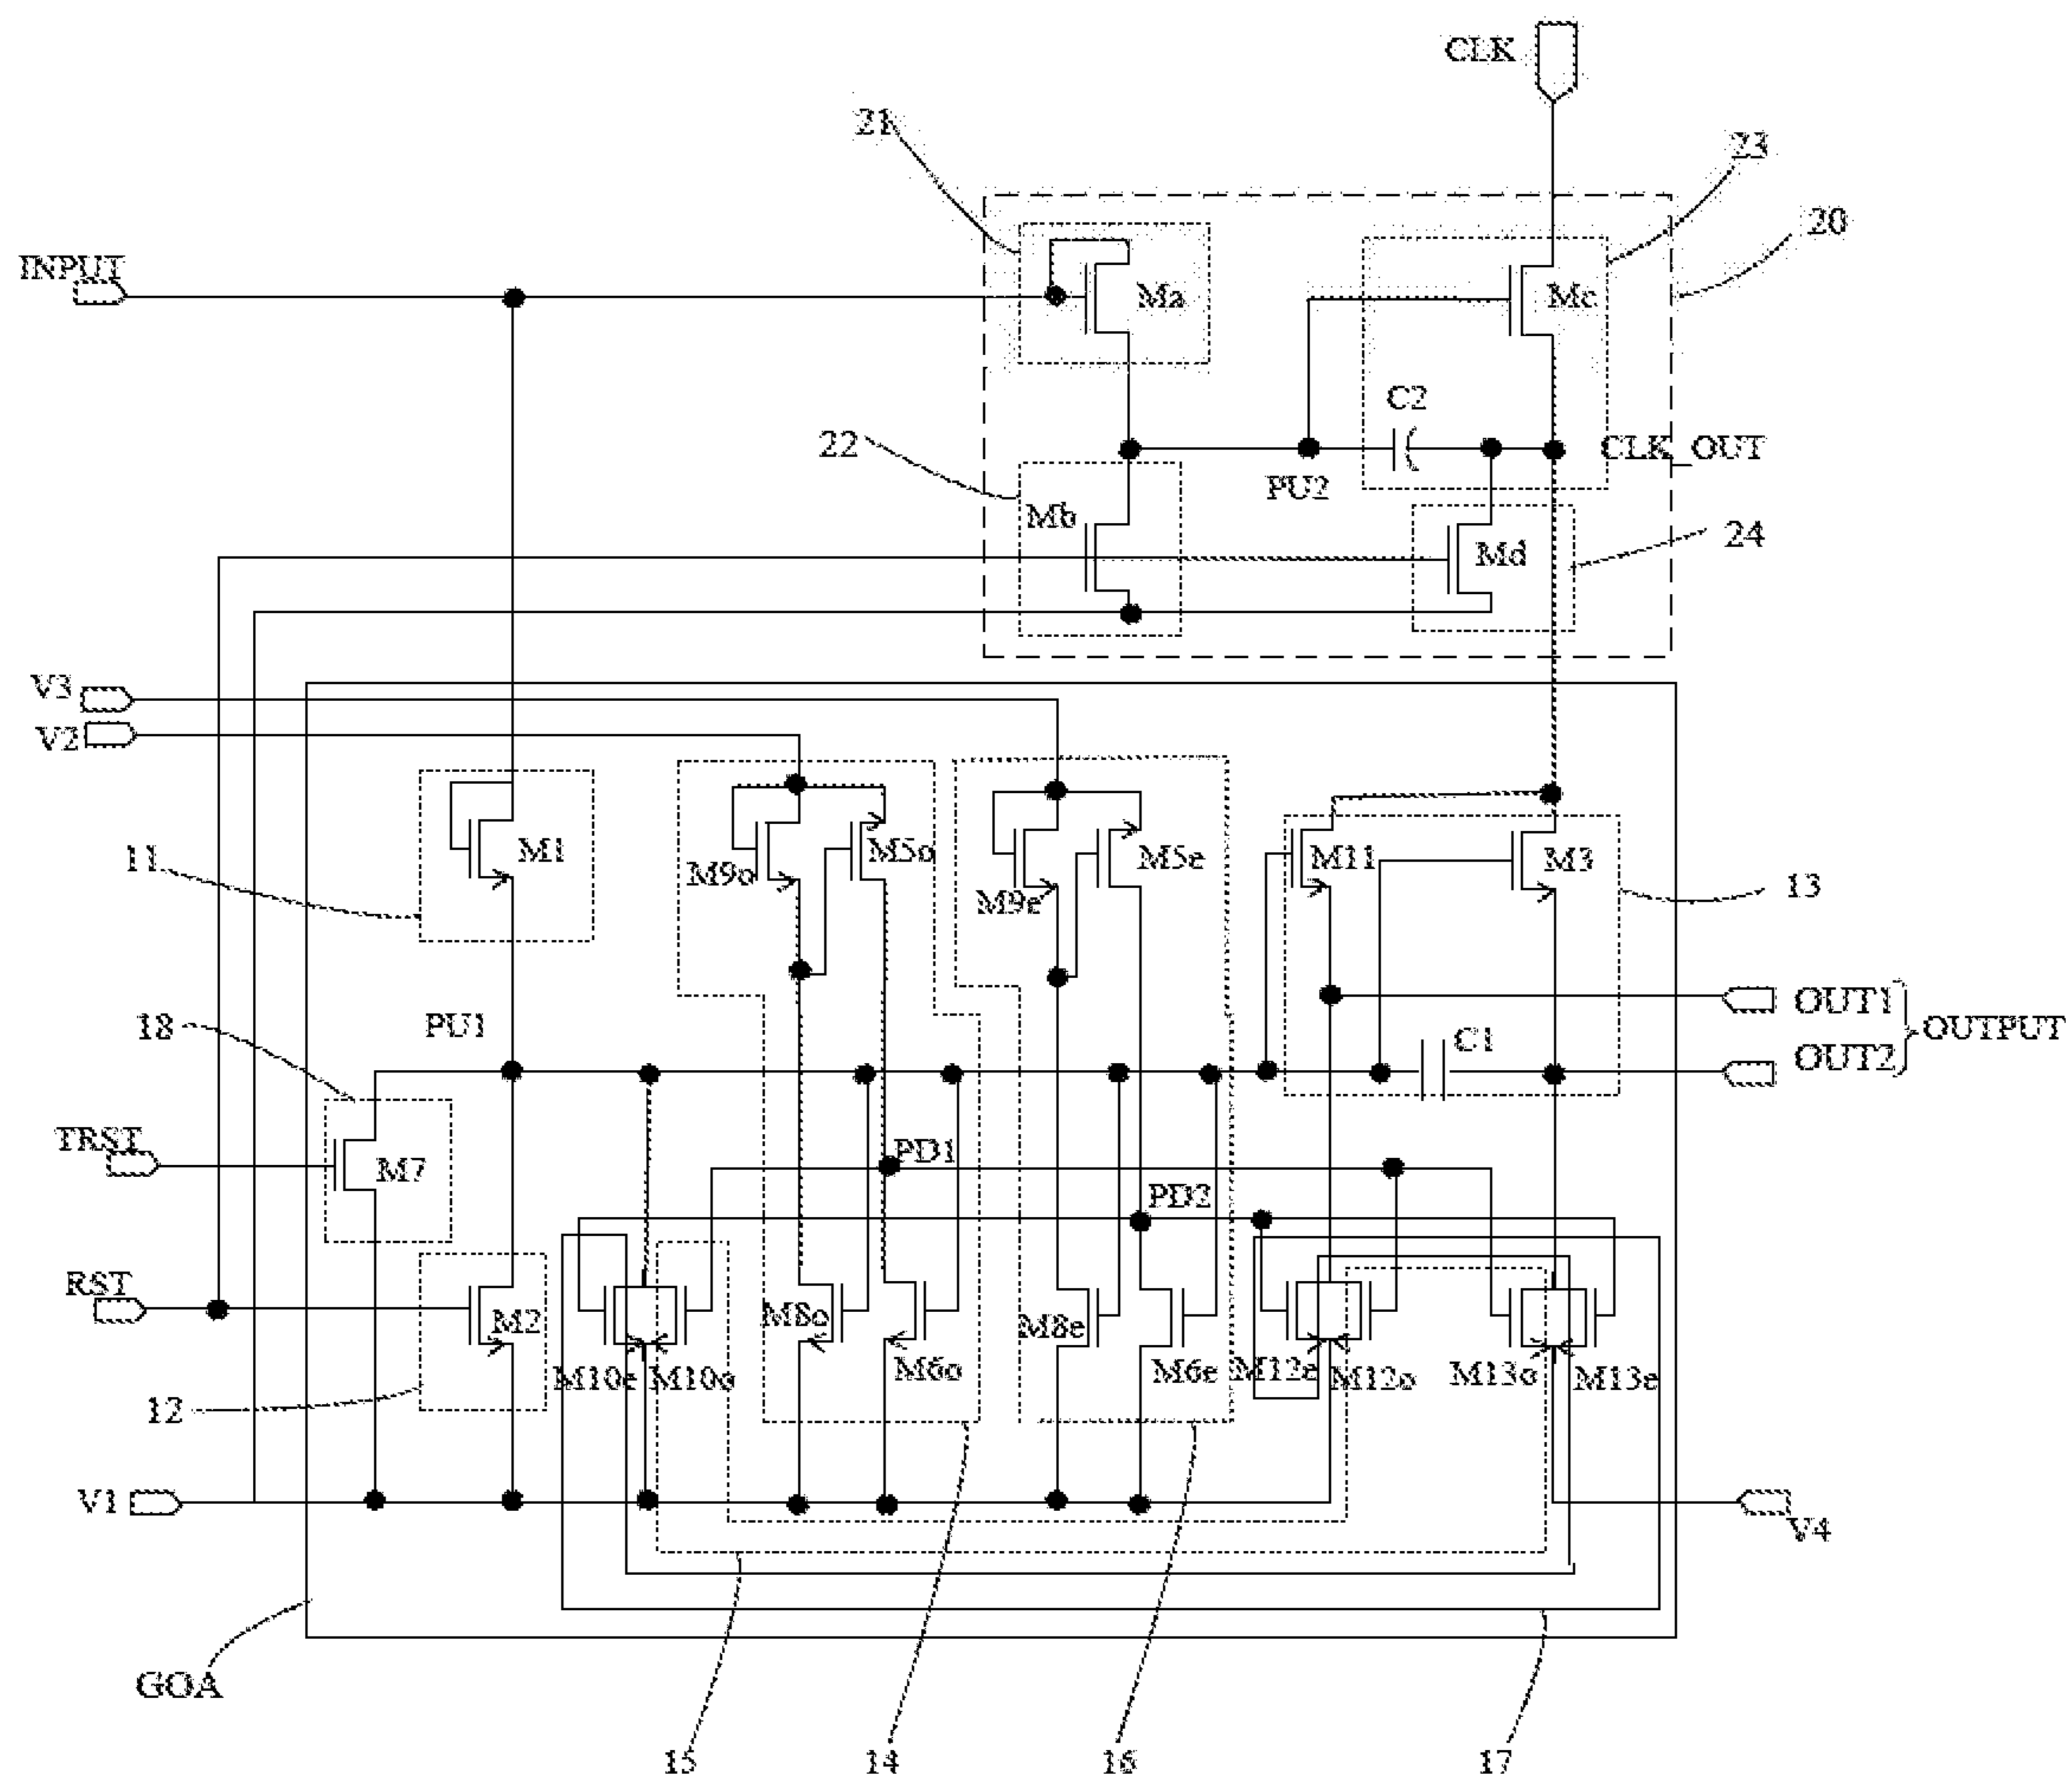 CLK
21
23
20
INPUT
Ma
Mc
C2
22
CLK_OUT
PU2
Mb
Md
24
V3
V2
M1
M9o
M5o
M9e
M5e
M11
M3
11
13
OUT1
OUTPUT
OUT2
18
PU1
C1
TRST
M7
PD1
PD2
RST
M2
M10e
M10o
M8o
M6o
M8e
M6e
M12e
M12o
M13o
M13e
12
V1
V4
GOA
15
14
16
17